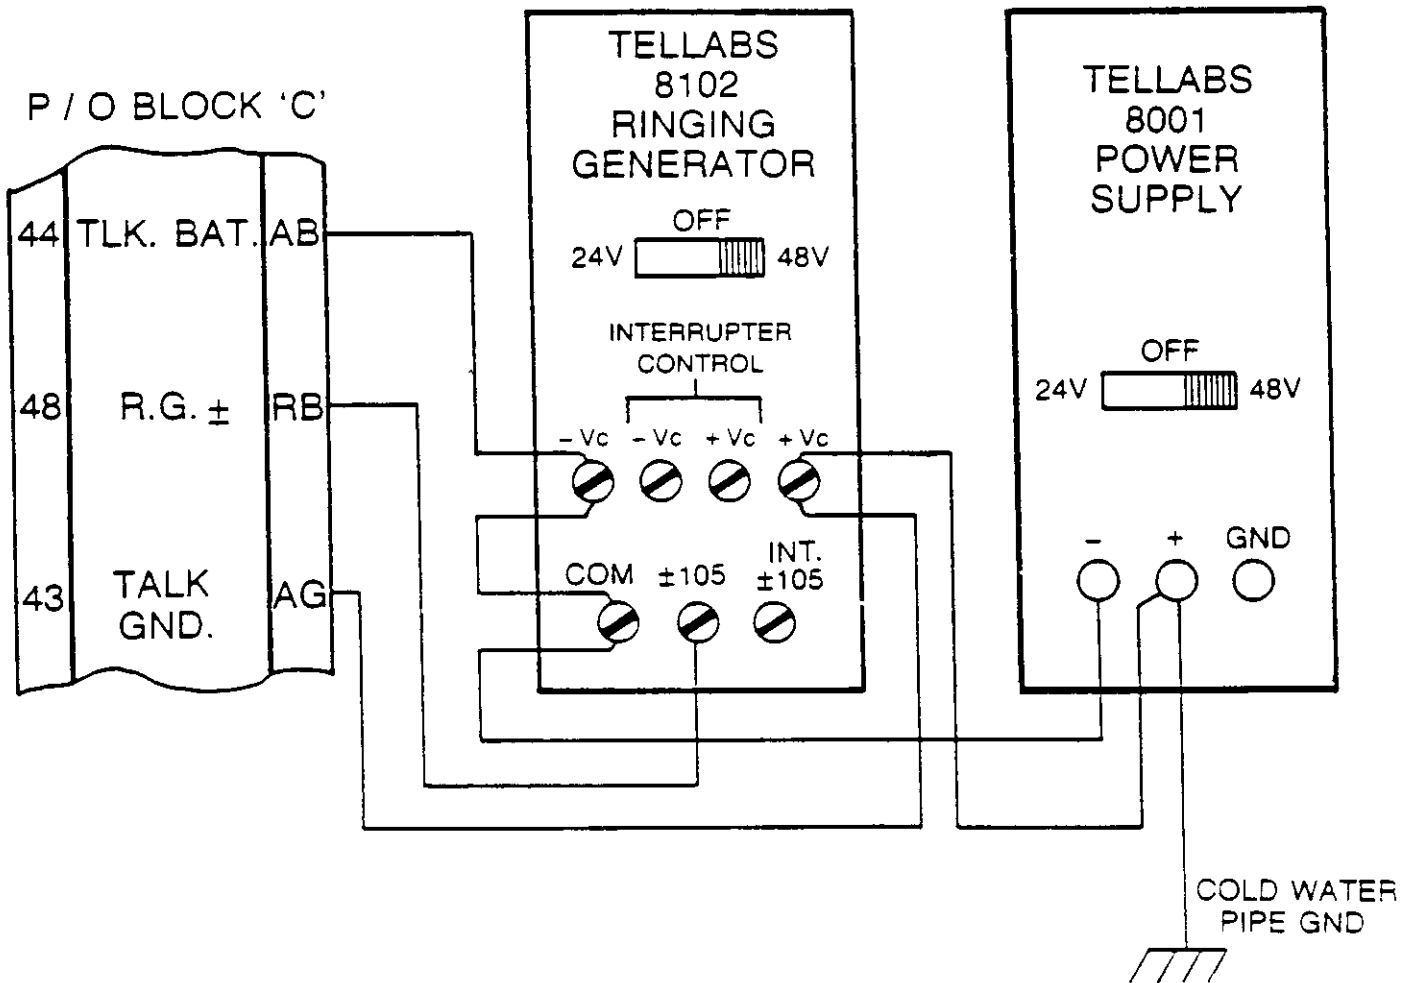 P / O BLOCK 'C'
44 TLK. BAT. AB
48 R.G. ± RB
43 TALK GND. AG
TELLABS
8102
RINGING
GENERATOR
OFF
24V 48V
INTERRUPTER
CONTROL
- Vc - Vc + Vc + Vc
COM ±105 INT. ±105
TELLABS
8001
POWER
SUPPLY
OFF
24V 48V
- + GND
COLD WATER
PIPE GND